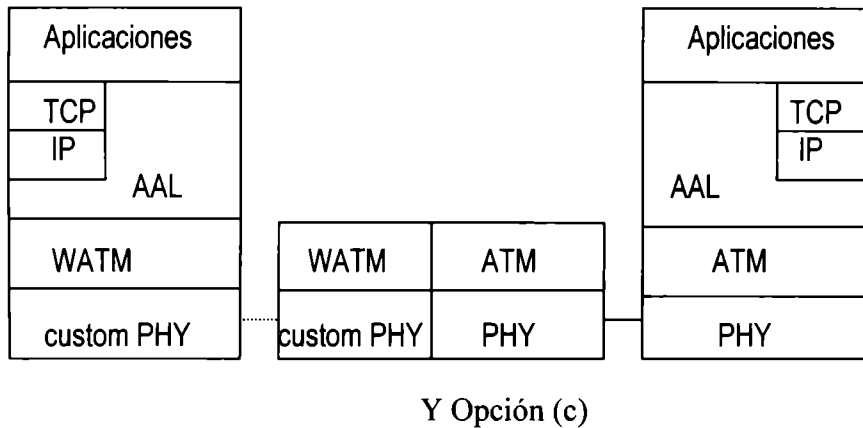 Aplicaciones
TCP
IP
AAL
WATM
custom PHY
WATM
ATM
custom PHY
PHY
Aplicaciones
TCP
IP
AAL
ATM
PHY
Y Opción (c)